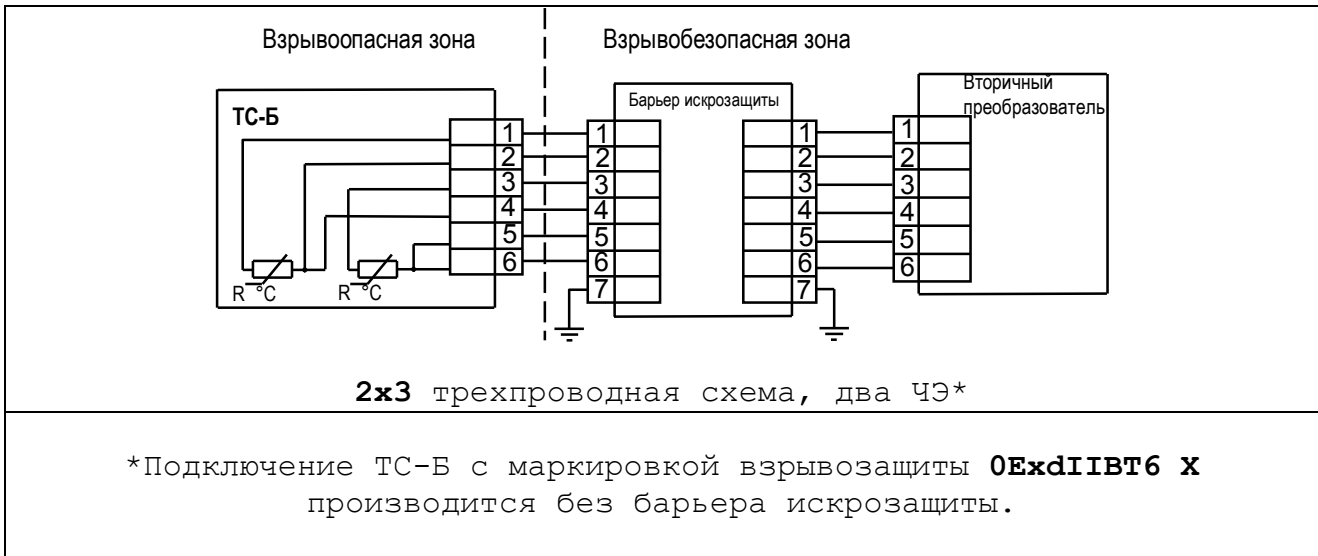 Взрывоопасная зона
Взрывобезопасная зона
ТС-Б
Барьер искрозащиты
Вторичный
преобразователь
1 1 1 1
2 2 2 2
3 3 3 3
4 4 4 4
5 5 5 5
6 6 6 6
7 7
R °C R °C
2х3 трехпроводная схема, два ЧЭ*
*Подключение ТС-Б с маркировкой взрывозащиты 0ExdIIBT6 X
производится без барьера искрозащиты.